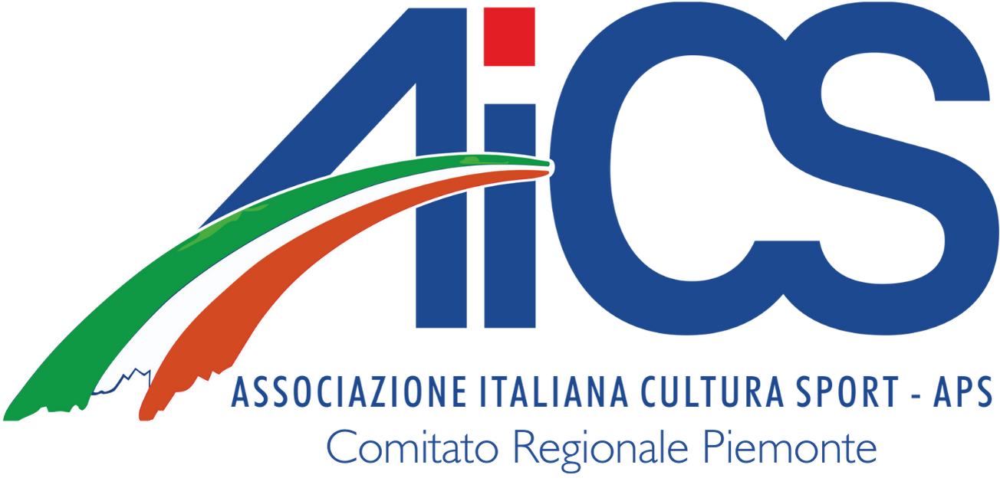 AiCS
ASSOCIAZIONE ITALIANA CULTURA SPORT - APS
Comitato Regionale Piemonte